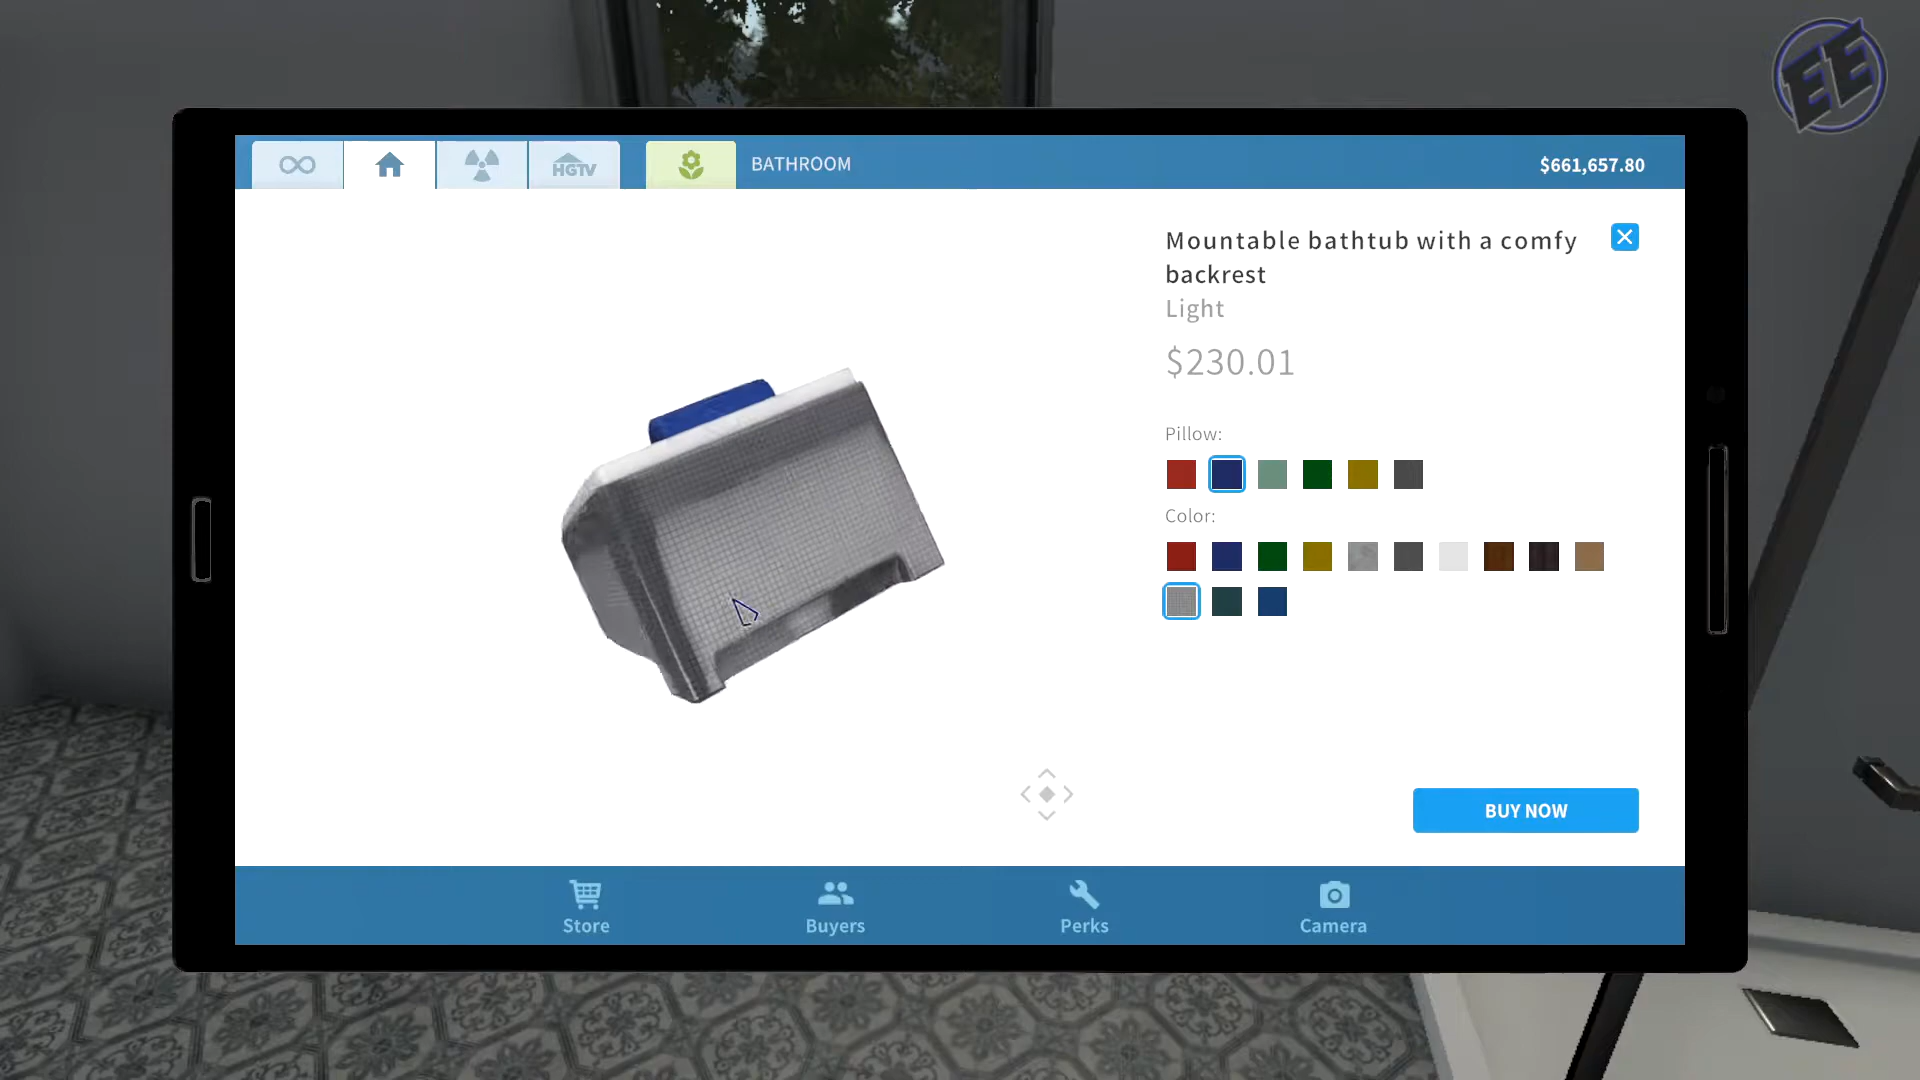 EE
HGTV
BATHROOM
$661,657.80
Mountable bathtub with a comfy
backrest
Light
$230.01
Pillow:
Color:
BUY NOW
Store
Buyers
Perks
Camera